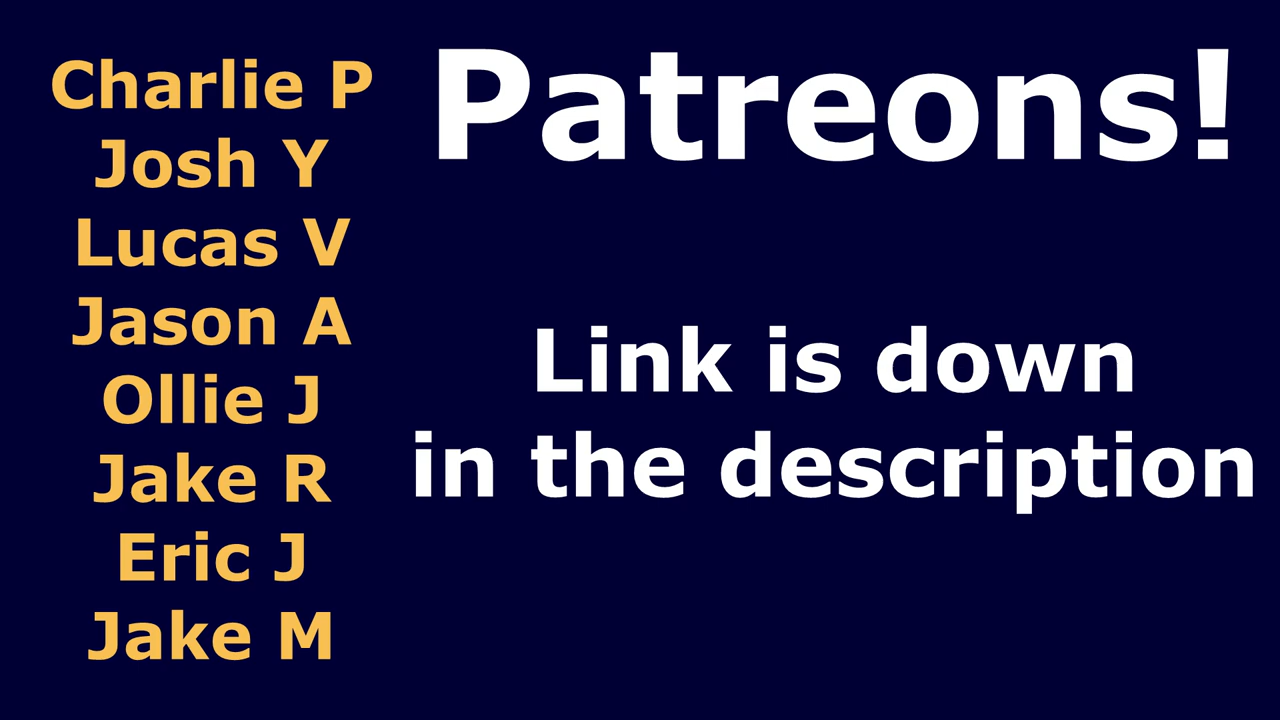 Charlie P
Josh Y
Lucas V
Jason A
Ollie J
Jake R
Eric J
Jake M
Patreons!
Link is down
in the description